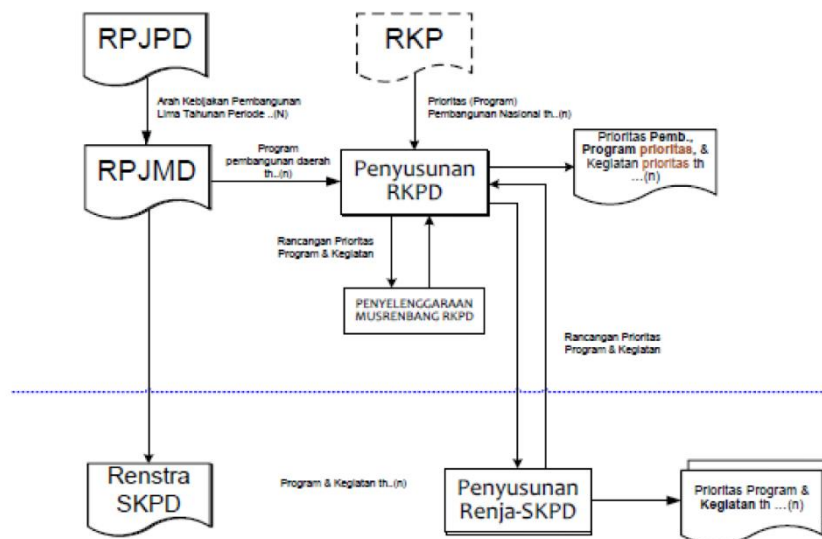 RPJPD
RKP
Arah Kebijakan Pembangunan
Lima Tahunan Periode ..(N)
Prioritas (Program)
Pembangunan Nasional th..(n)
RPJMD
Program
pembangunan daerah
th..(n)
Penyusunan
RKPD
Prioritas Pemb.,
Program prioritas, &
Kegiatan prioritas th
...(n)
Rancangan Prioritas
Program & Kegiatan
PENYELENGGARAAN
MUSRENBANG RKPD
Rancangan Prioritas
Program & Kegiatan
Renstra
SKPD
Program & Kegiatan th..(n)
Penyusunan
Renja-SKPD
Prioritas Program &
Kegiatan th ...(n)